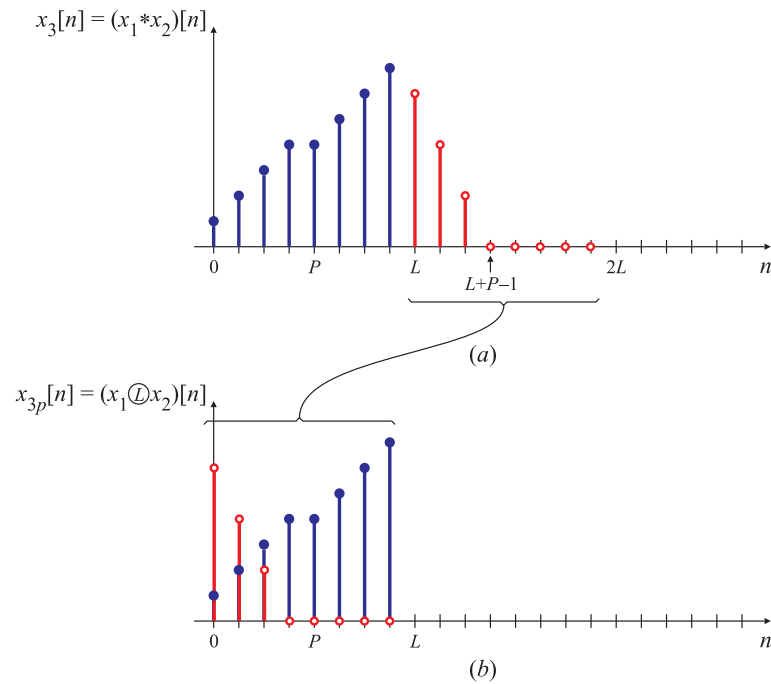 x₃[n] = (x₁*x₂)[n]
0 P L 2L n
L+P–1
(a)
x₃ₚ[n] = (x₁Ⓛx₂)[n]
0 P L n
(b)